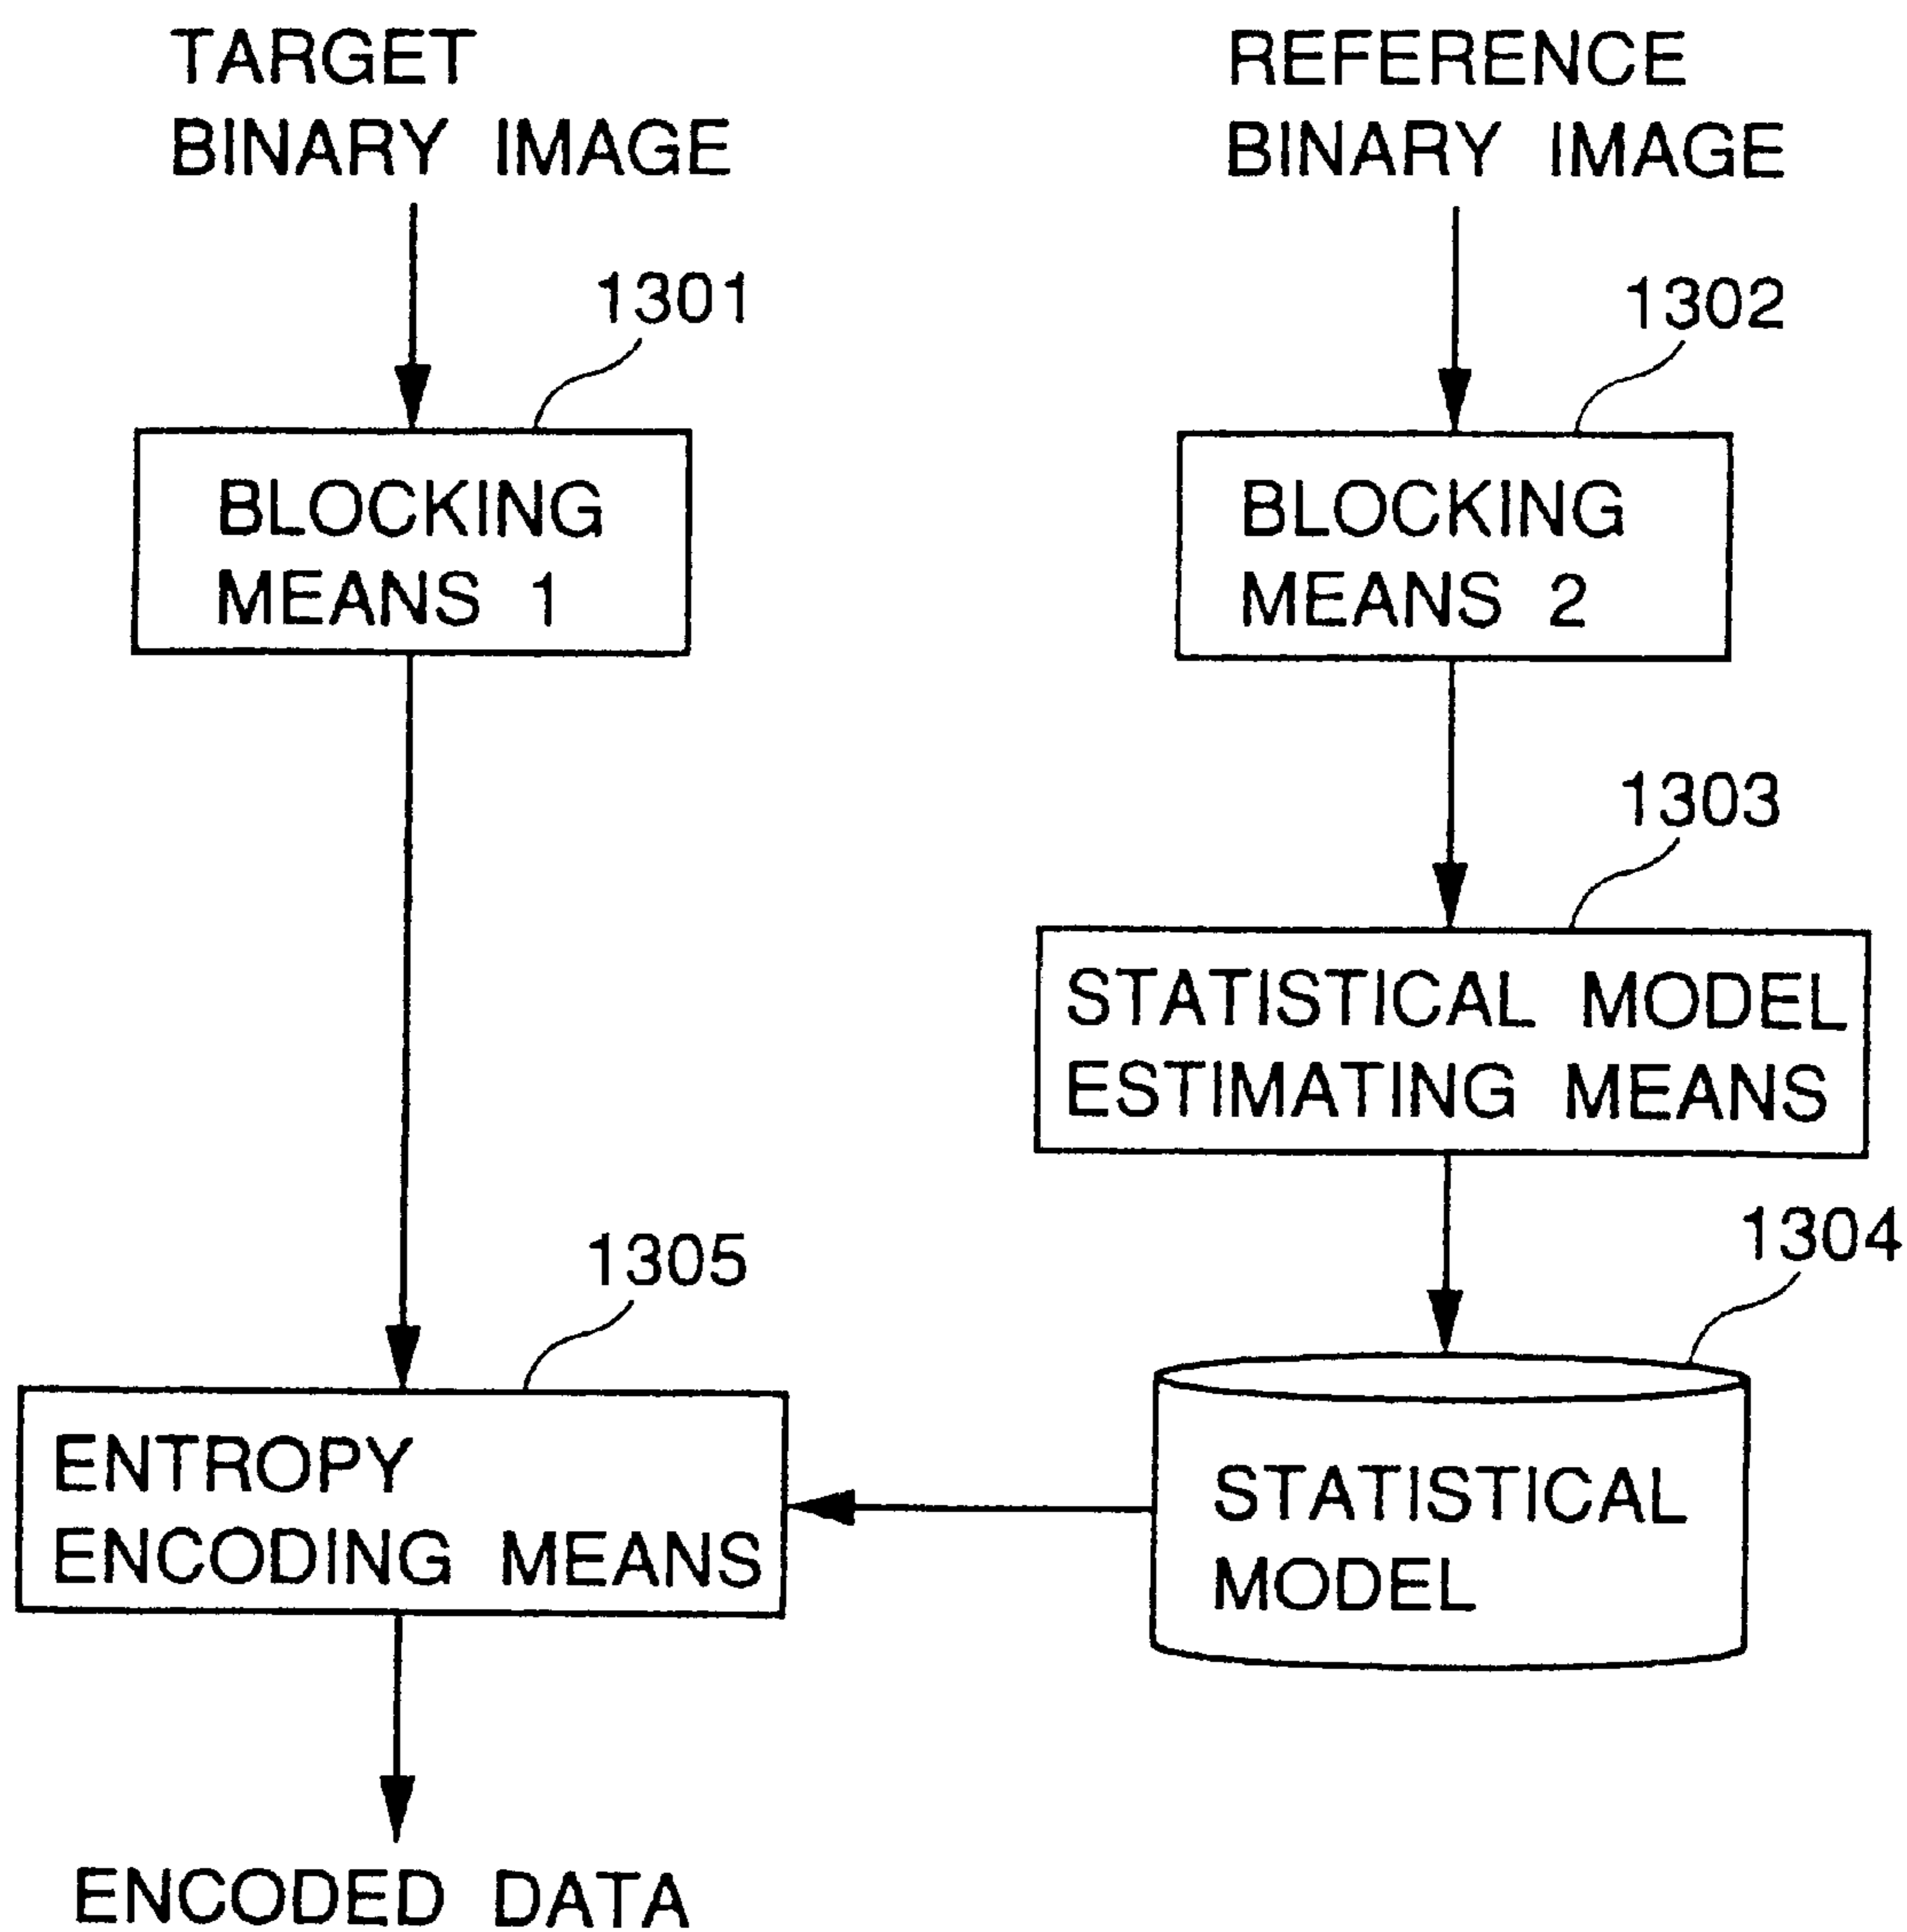 TARGET
BINARY IMAGE
REFERENCE
BINARY IMAGE
1301
1302
BLOCKING
MEANS 1
BLOCKING
MEANS 2
1303
STATISTICAL MODEL
ESTIMATING MEANS
1304
1305
ENTROPY
ENCODING MEANS
STATISTICAL
MODEL
ENCODED DATA